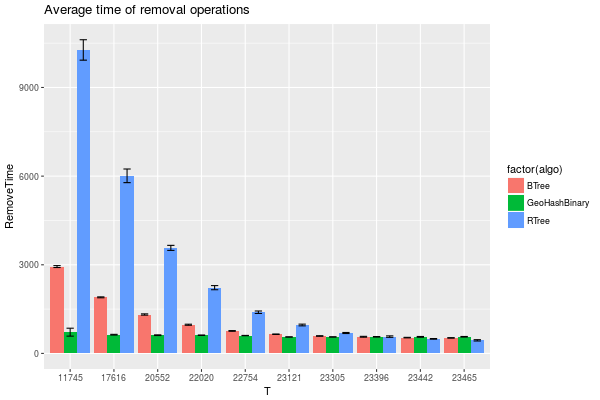 Average time of removal operations
RemoveTime
9000
6000
3000
0
11745 17616 20552 22020 22754 23121 23305 23396 23442 23465
T
factor(algo)
BTree
GeoHashBinary
RTree